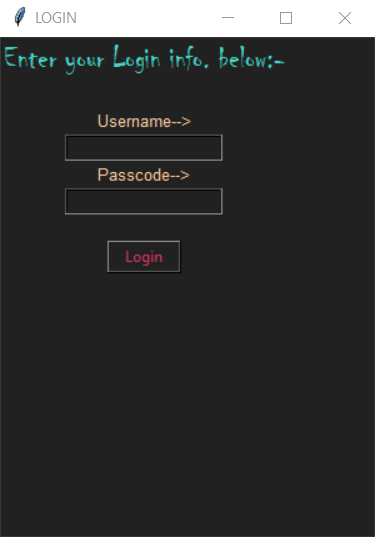 LOGIN
Enter your Login info. below:-
Username-->
Passcode-->
Login